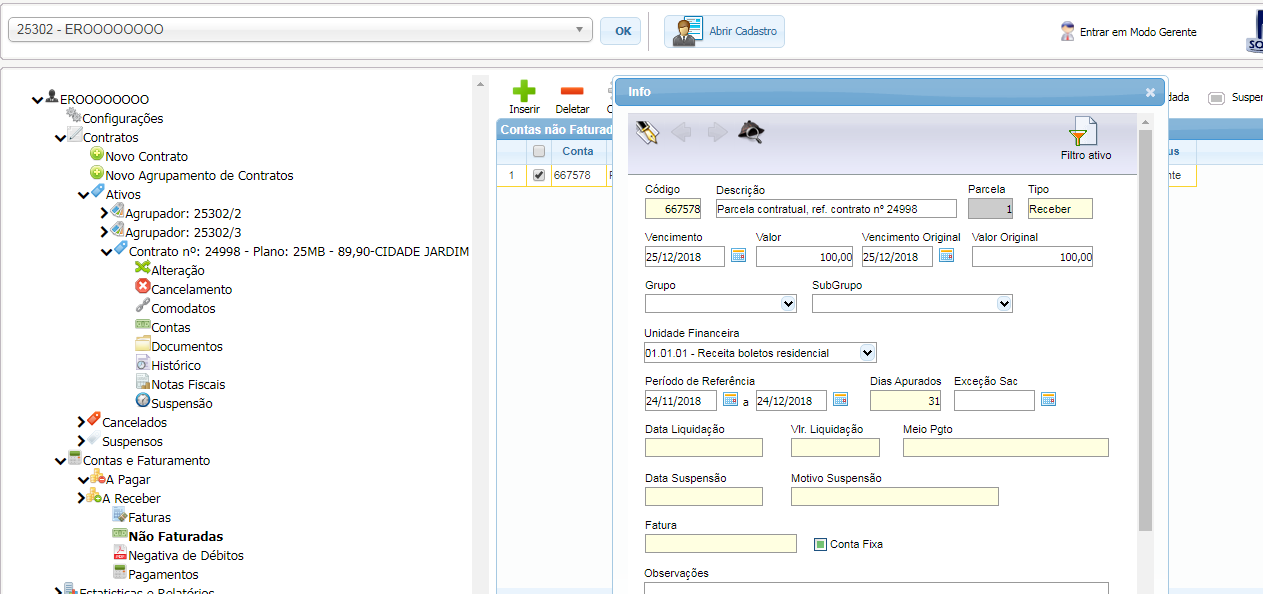 25302 - EROOOOOOOO
OK
Abrir Cadastro
Entrar em Modo Gerente
EROOOOOOOO
Configurações
Contratos
Novo Contrato
Novo Agrupamento de Contratos
Ativos
Agrupador: 25302/2
Agrupador: 25302/3
Contrato nº: 24998 - Plano: 25MB - 89,90-CIDADE JARDIM
Alteração
Cancelamento
Comodatos
Contas
Documentos
Histórico
Notas Fiscais
Suspensão
Cancelados
Suspensos
Contas e Faturamento
A Pagar
A Receber
Faturas
Não Faturadas
Negativa de Débitos
Pagamentos
Estatisticas e Relatórios
Inserir
Deletar
dada
Suspen
Contas não Faturad
Conta
us
1
667578
nte
Info
Filtro ativo
Código
Descrição
Parcela
Tipo
667578
Parcela contratual, ref. contrato nº 24998
1
Receber
Vencimento
Valor
Vencimento Original
Valor Original
25/12/2018
100,00
25/12/2018
100,00
Grupo
SubGrupo
Unidade Financeira
01.01.01 - Receita boletos residencial
Período de Referência
Dias Apurados
Exceção Sac
24/11/2018 a 24/12/2018
31
Data Liquidação
Vlr. Liquidação
Meio Pgto
Data Suspensão
Motivo Suspensão
Fatura
Conta Fixa
Observações